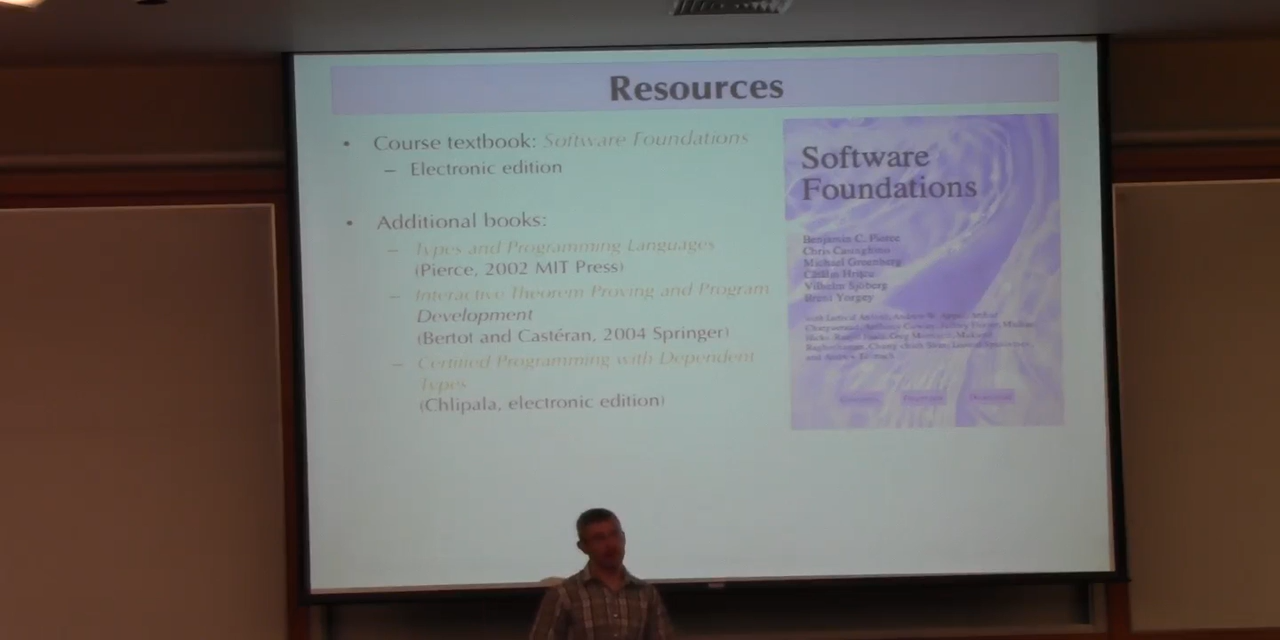 Resources
• Course textbook: Software Foundations
– Electronic edition
• Additional books:
– Types and Programming Languages
(Pierce, 2002 MIT Press)
– Interactive Theorem Proving and Program
Development
(Bertot and Castéran, 2004 Springer)
– Certified Programming with Dependent
Types
(Chlipala, electronic edition)
Software
Foundations
Benjamin C. Pierce
Chris Casinghino
Michael Greenberg
Vilhelm Sjöberg
Brent Yorgey